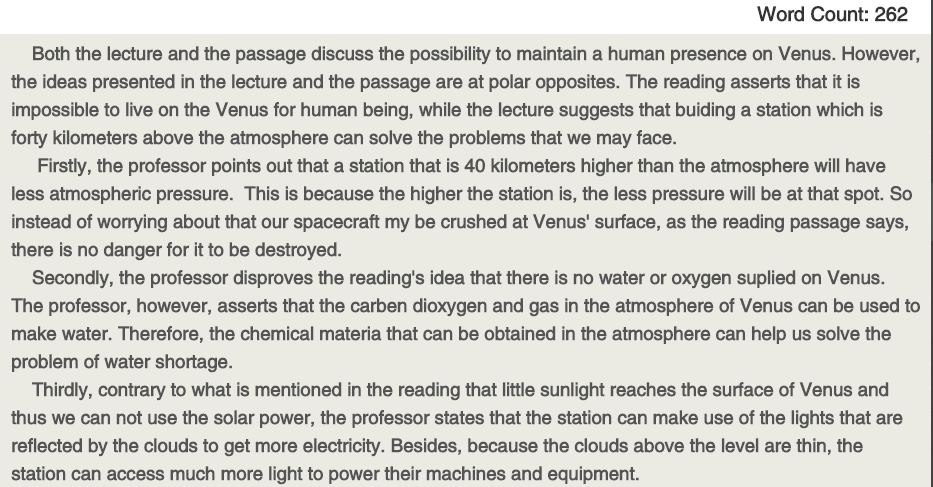 Word Count: 262
Both the lecture and the passage discuss the possibility to maintain a human presence on Venus. However,
the ideas presented in the lecture and the passage are at polar opposites. The reading asserts that it is
impossible to live on the Venus for human being, while the lecture suggests that buiding a station which is
forty kilometers above the atmosphere can solve the problems that we may face.
Firstly, the professor points out that a station that is 40 kilometers higher than the atmosphere will have
less atmospheric pressure. This is because the higher the station is, the less pressure will be at that spot. So
instead of worrying about that our spacecraft my be crushed at Venus' surface, as the reading passage says,
there is no danger for it to be destroyed.
Secondly, the professor disproves the reading's idea that there is no water or oxygen suplied on Venus.
The professor, however, asserts that the carben dioxygen and gas in the atmosphere of Venus can be used to
make water. Therefore, the chemical materia that can be obtained in the atmosphere can help us solve the
problem of water shortage.
Thirdly, contrary to what is mentioned in the reading that little sunlight reaches the surface of Venus and
thus we can not use the solar power, the professor states that the station can make use of the lights that are
reflected by the clouds to get more electricity. Besides, because the clouds above the level are thin, the
station can access much more light to power their machines and equipment.